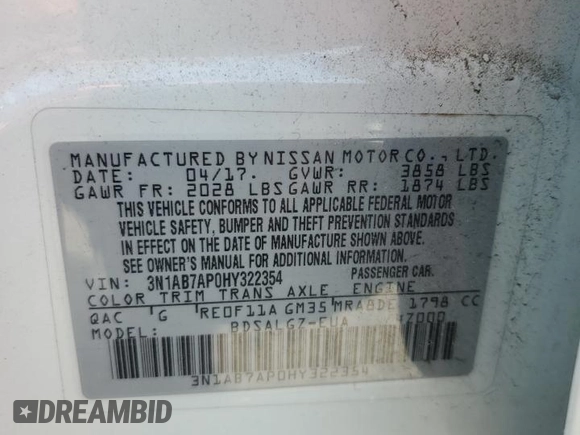 MANUFACTURED BY NISSAN MOTOR CO., LTD.
DATE: 04/17. GVWR: 3858 LBS
GAWR FR: 2028 LBS GAWR RR: 1874 LBS
THIS VEHICLE CONFORMS TO ALL APPLICABLE FEDERAL MOTOR
VEHICLE SAFETY, BUMPER AND THEFT PREVENTION STANDARDS
IN EFFECT ON THE DATE OF MANUFACTURE SHOWN ABOVE.
SEE OWNER'S MANUAL FOR ADDITIONAL INFORMATION.
VIN: 3N1AB7AP0HY322354 PASSENGER CAR.
COLOR TRIM TRANS AXLE ENGINE
QAC G RE0F11A GM35 MRA8DE 1798 CC
MODEL: BDSALGZ-EUA
3N1AB7AP0HY322354
DREAMBID